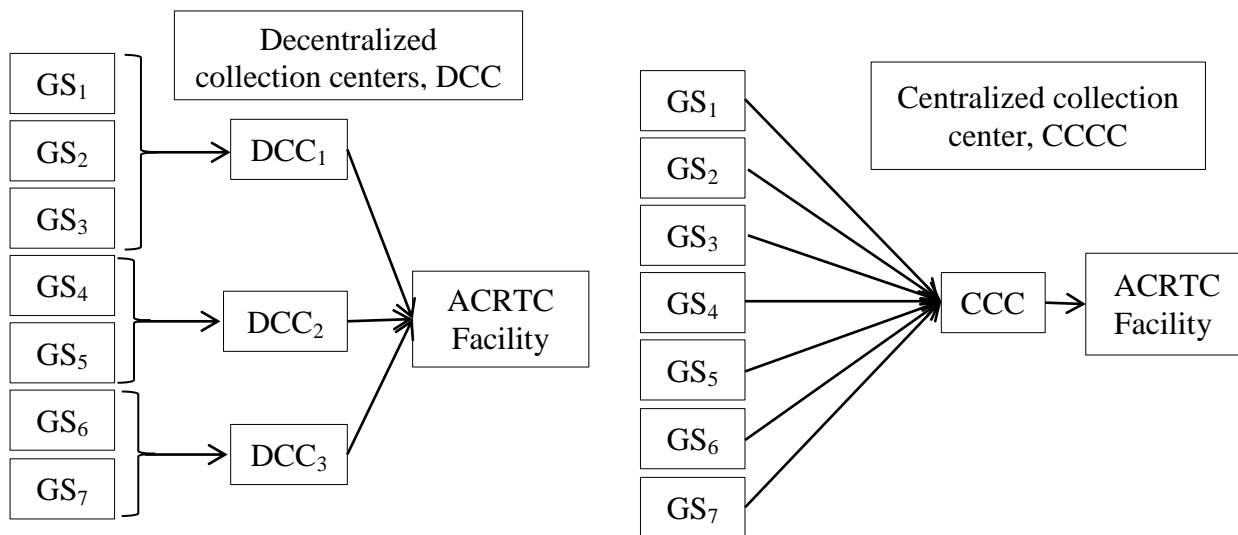 Decentralized
collection centers, DCC
GS₁
GS₂
GS₃
GS₄
GS₅
GS₆
GS₇
DCC₁
DCC₂
DCC₃
ACRTC
Facility
Centralized collection
center, CCCC
GS₁
GS₂
GS₃
GS₄
GS₅
GS₆
GS₇
CCC
ACRTC
Facility